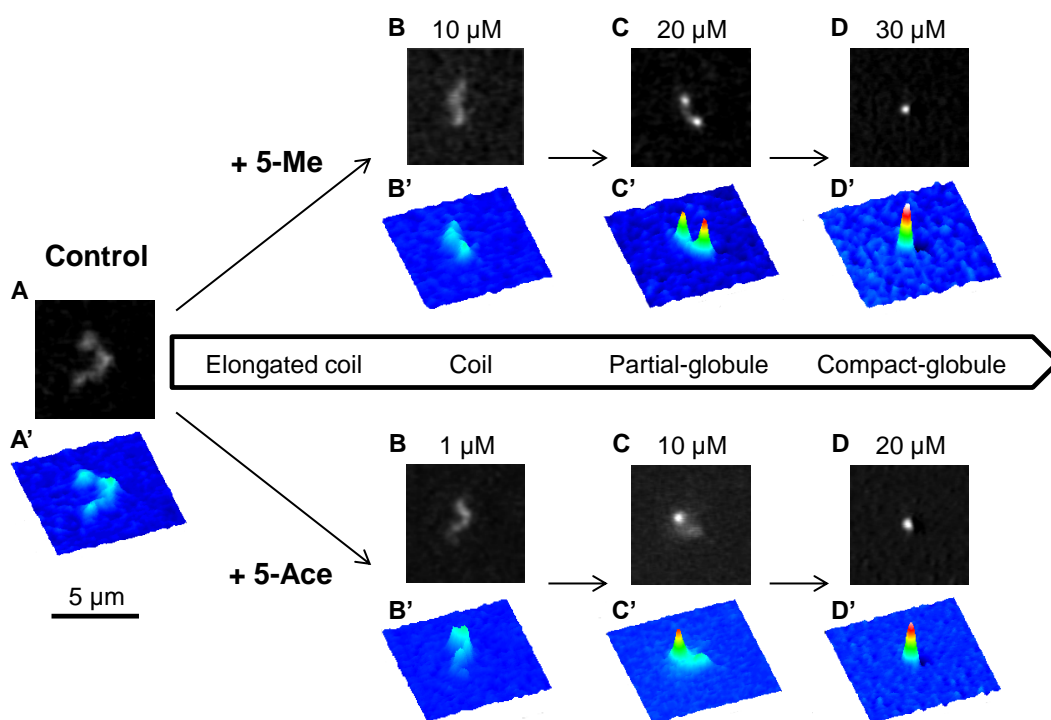 B 10 µM C 20 µM D 30 µM
+ 5-Me
B' C' D'
Control
A
Elongated coil Coil Partial-globule Compact-globule
A'
B 1 µM C 10 µM D 20 µM
+ 5-Ace
5 µm
B' C' D'